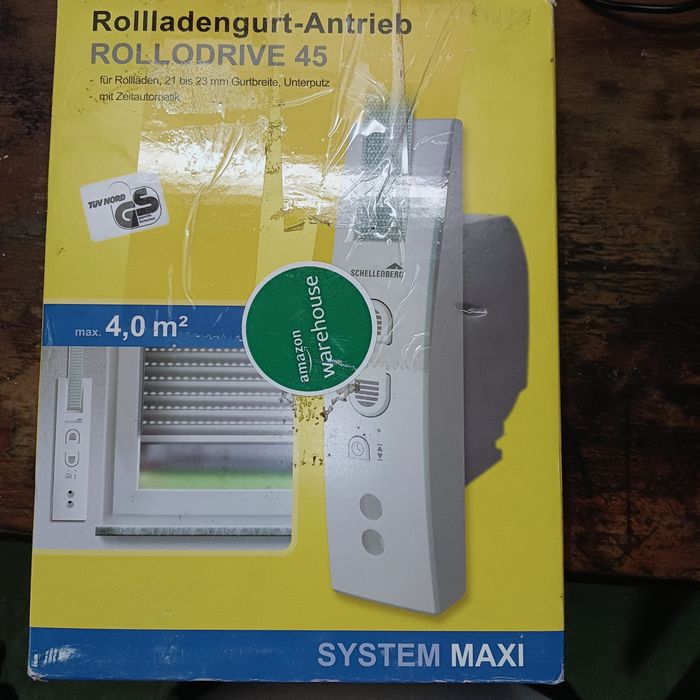 Rollladengurt-Antrieb
ROLLODRIVE 45
- für Rollläden, 21 bis 23 mm Gurtbreite, Unterputz
- mit Zeitautomatik
TÜV NORD
GS
SCHELLENBERG
max. 4,0 m²
amazon
warehouse
SYSTEM MAXI